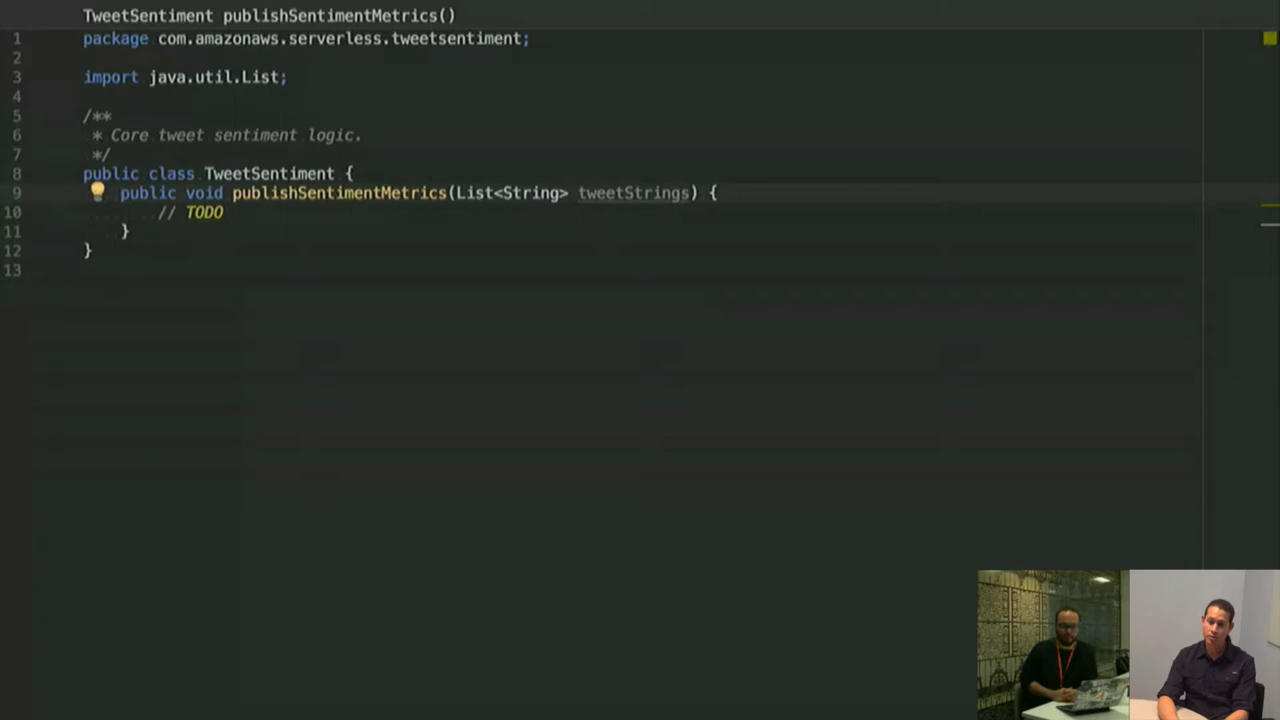 TweetSentiment publishSentimentMetrics()
1 package com.amazonaws.serverless.tweetsentiment;
2
3 import java.util.List;
4
5 /**
6 * Core tweet sentiment logic.
7 */
8 public class TweetSentiment {
9 public void publishSentimentMetrics(List<String> tweetStrings) {
10 // TODO
11 }
12 }
13